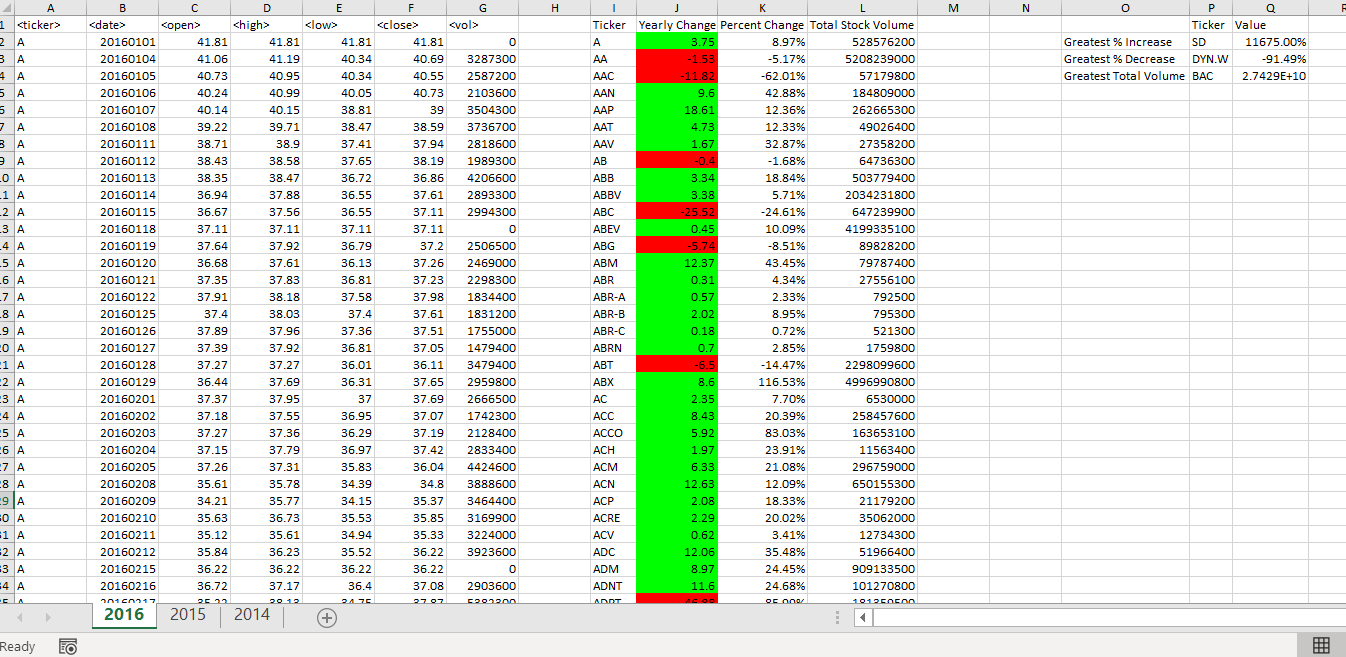 A B C D E F G H I J K L M N O P Q
1 <ticker> <date> <open> <high> <low> <close> <vol> Ticker Yearly Change Percent Change Total Stock Volume Ticker Value
2 A 20160101 41.81 41.81 41.81 41.81 0 A 3.75 8.97% 528576200 Greatest % Increase SD 11675.00%
3 A 20160104 41.06 41.19 40.34 40.69 3287300 AA -1.53 -5.17% 5208239000 Greatest % Decrease DYN.W -91.49%
4 A 20160105 40.73 40.95 40.34 40.55 2587200 AAC -11.82 -62.01% 57179800 Greatest Total Volume BAC 2.7429E+10
5 A 20160106 40.24 40.99 40.05 40.73 2103600 AAN 9.6 42.88% 184809000
6 A 20160107 40.14 40.15 38.81 39 3504300 AAP 18.61 12.36% 262665300
7 A 20160108 39.22 39.71 38.47 38.59 3736700 AAT 4.73 12.33% 49026400
8 A 20160111 38.71 38.9 37.41 37.94 2818600 AAV 1.67 32.87% 27358200
9 A 20160112 38.43 38.58 37.65 38.19 1989300 AB -0.4 -1.68% 64736300
10 A 20160113 38.35 38.47 36.72 36.86 4206600 ABB 3.34 18.84% 503779400
11 A 20160114 36.94 37.88 36.55 37.61 2893300 ABBV 3.38 5.71% 2034231800
12 A 20160115 36.67 37.56 36.55 37.11 2994300 ABC -25.52 -24.61% 647239900
13 A 20160118 37.11 37.11 37.11 37.11 0 ABEV 0.45 10.09% 4199335100
14 A 20160119 37.64 37.92 36.79 37.2 2506500 ABG -5.74 -8.51% 89828200
15 A 20160120 36.68 37.61 36.13 37.26 2469000 ABM 12.37 43.45% 79787400
16 A 20160121 37.35 37.83 36.81 37.23 2298300 ABR 0.31 4.34% 27556100
17 A 20160122 37.91 38.18 37.58 37.98 1834400 ABR-A 0.57 2.33% 792500
18 A 20160125 37.4 38.03 37.4 37.61 1831200 ABR-B 2.02 8.95% 795300
19 A 20160126 37.89 37.96 37.36 37.51 1755000 ABR-C 0.18 0.72% 521300
20 A 20160127 37.39 37.92 36.81 37.05 1479400 ABRN 0.7 2.85% 1759800
21 A 20160128 37.27 37.27 36.01 36.11 3479400 ABT -6.5 -14.47% 2298099600
22 A 20160129 36.44 37.69 36.31 37.65 2959800 ABX 8.6 116.53% 4996990800
23 A 20160201 37.37 37.95 37 37.69 2666500 AC 2.35 7.70% 6530000
24 A 20160202 37.18 37.55 36.95 37.07 1742300 ACC 8.43 20.39% 258457600
25 A 20160203 37.27 37.36 36.29 37.19 2128400 ACCO 5.92 83.03% 163653100
26 A 20160204 37.15 37.79 36.97 37.42 2833400 ACH 1.97 23.91% 11563400
27 A 20160205 37.26 37.31 35.83 36.04 4424600 ACM 6.33 21.08% 296759000
28 A 20160208 35.61 35.78 34.39 34.8 3888600 ACN 12.63 12.09% 650155300
29 A 20160209 34.21 35.77 34.15 35.37 3464400 ACP 2.08 18.33% 21179200
30 A 20160210 35.63 36.73 35.53 35.85 3169900 ACRE 2.29 20.02% 35062000
31 A 20160211 35.12 35.61 34.94 35.33 3224000 ACV 0.62 3.41% 12734300
32 A 20160212 35.84 36.23 35.52 36.22 3923600 ADC 12.06 35.48% 51966400
33 A 20160215 36.22 36.22 36.22 36.22 0 ADM 8.97 24.45% 909133500
34 A 20160216 36.72 37.17 36.4 37.08 2903600 ADNT 11.6 24.68% 101270800
2016 2015 2014
Ready